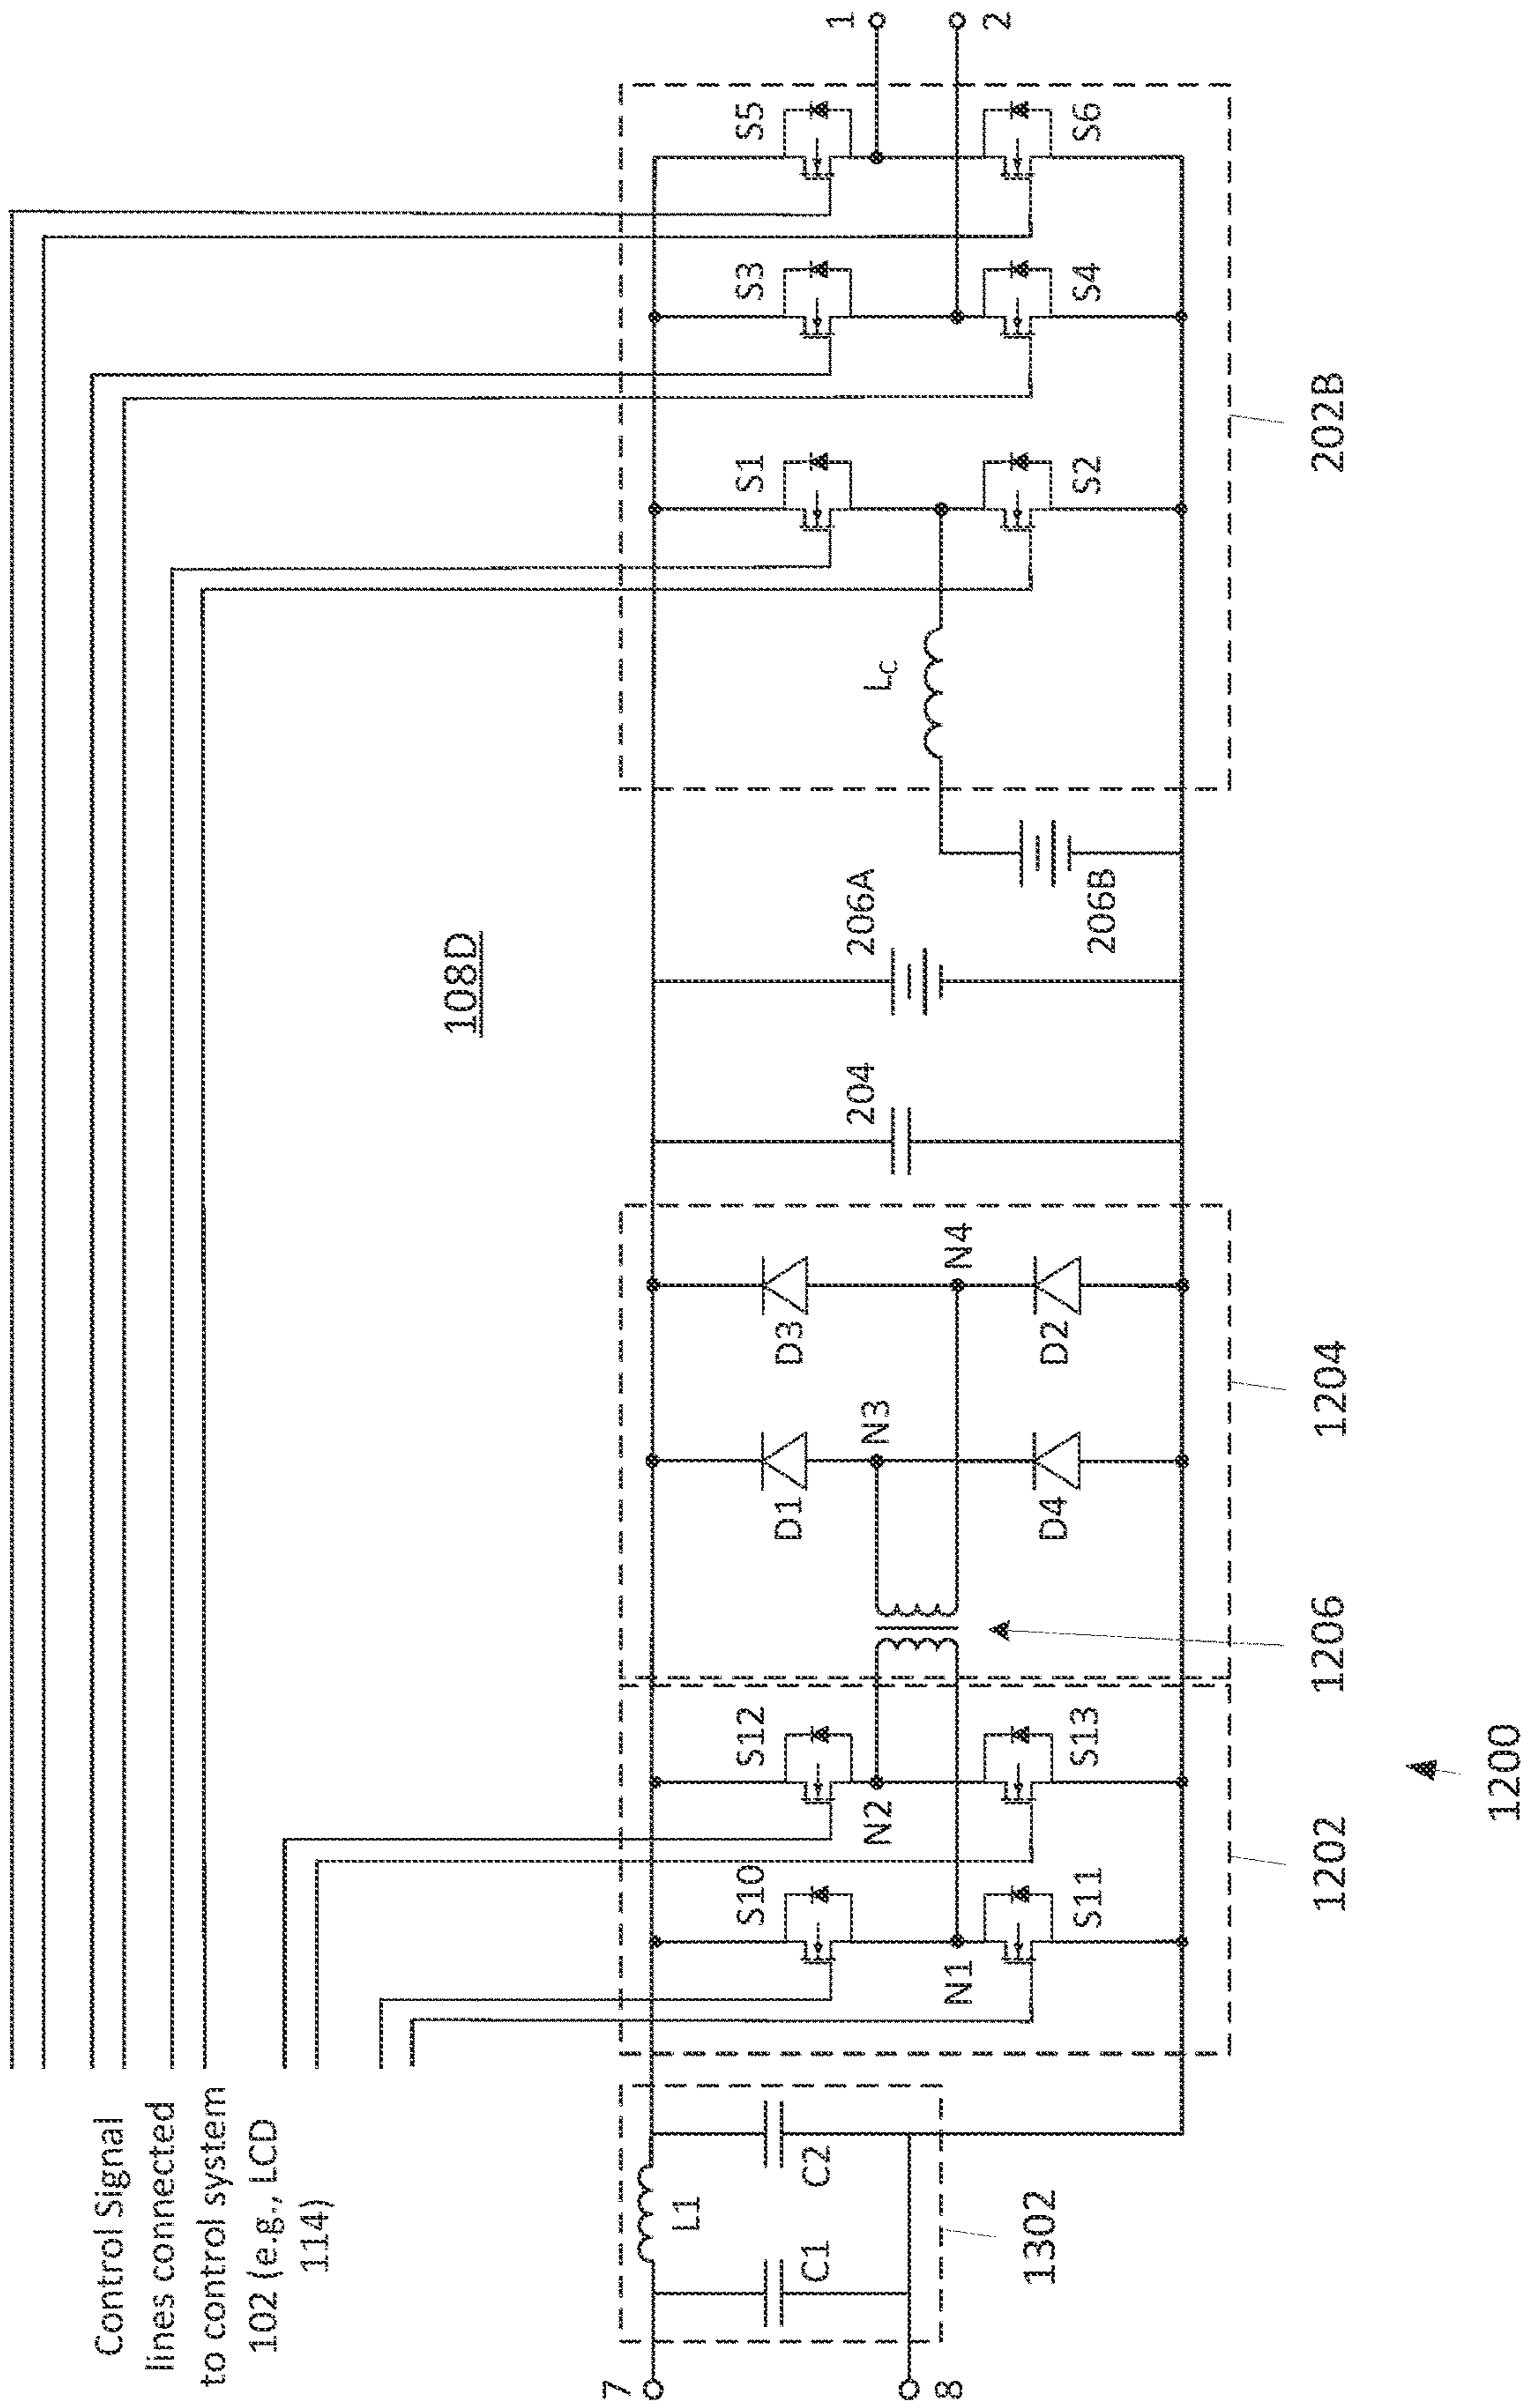 Control Signal
lines connected
to control system
102 (e.g., LCD
114)
108D
7
8
L1
C1
C2
1302
S10
S11
N1
S12
S13
N2
1202
1200
1206
D1
D4
N3
D3
D2
N4
1204
204
206A
206B
LC
S1
S2
S3
S4
S5
S6
202B
1
2